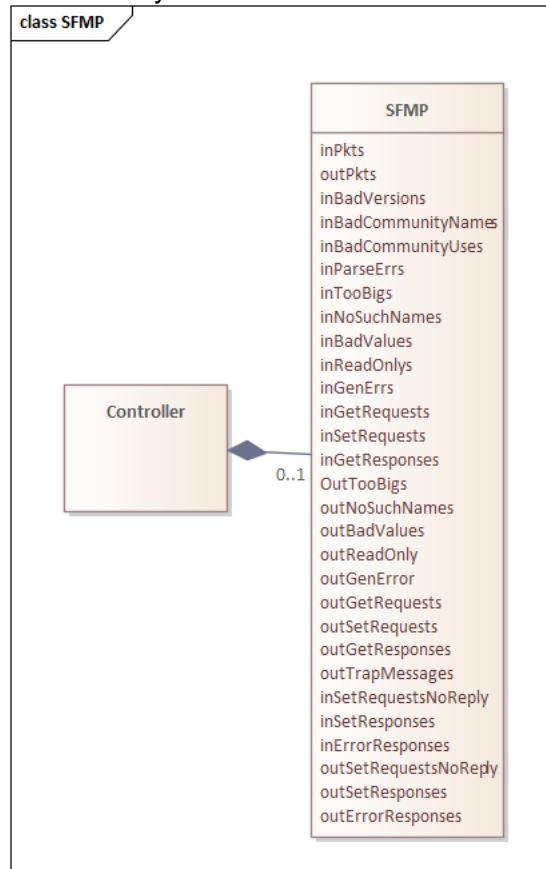 class SFMP
SFMP
inPkts
outPkts
inBadVersions
inBadCommunityNames
inBadCommunityUses
inParseErrs
inTooBigs
inNoSuchNames
inBadValues
inReadOnlys
inGenErrs
inGetRequests
inSetRequests
inGetResponses
OutTooBigs
outNoSuchNames
outBadValues
outReadOnly
outGenError
outGetRequests
outSetRequests
outGetResponses
outTrapMessages
inSetRequestsNoReply
inSetResponses
inErrorResponses
outSetRequestsNoReply
outSetResponses
outErrorResponses
Controller
0..1